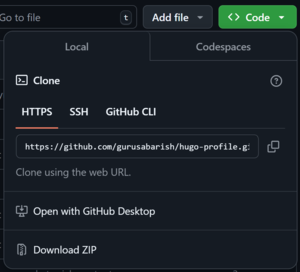 Go to file t Add file Code
Local Codespaces
Clone
HTTPS SSH GitHub CLI
https://github.com/gurusabarish/hugo-profile.g
Clone using the web URL.
Open with GitHub Desktop
Download ZIP